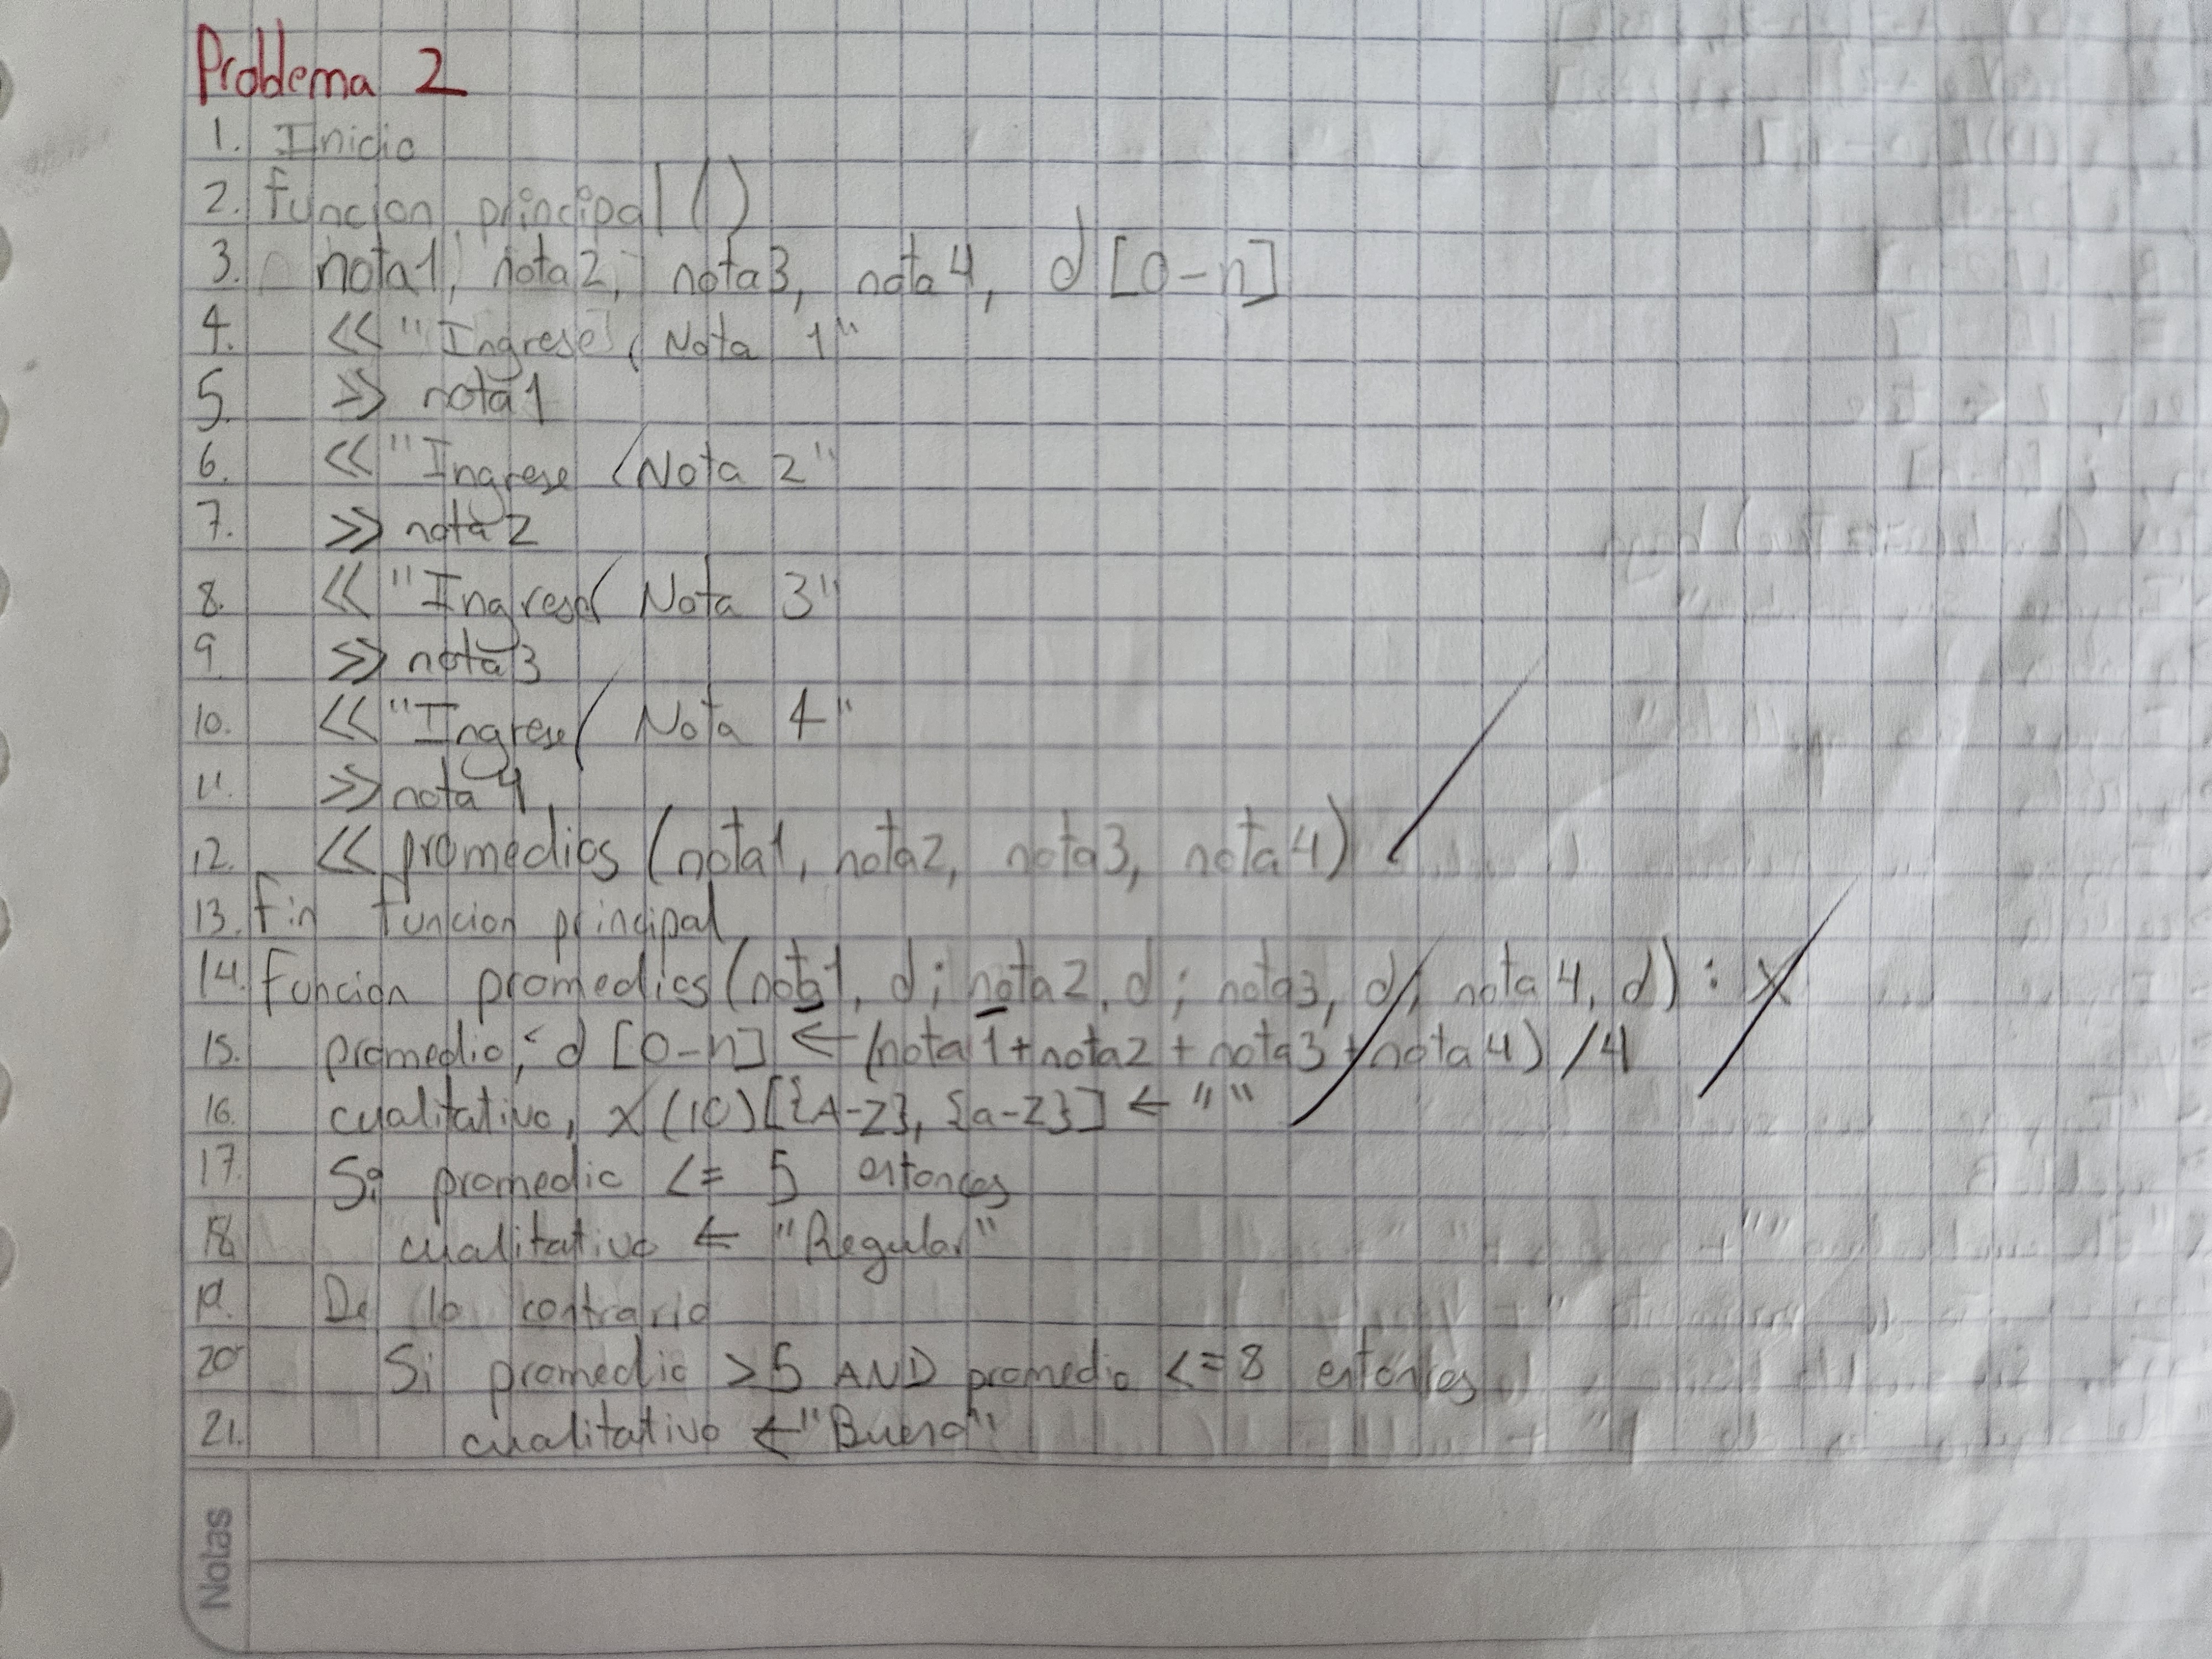 Problema 2
1. Inicio
2. funcion principal ()
3. nota1, nota2, nota3, nota4, d [0-n]
4. << "Ingrese Nota 1"
5. >> nota1
6. << "Ingrese Nota 2"
7. >> nota2
8. << "Ingrese Nota 3"
9. >> nota3
10. << "Ingrese Nota 4"
11. >> nota4
12. << promedios (nota1, nota2, nota3, nota4)
13. Fin funcion principal
14. Funcion promedios (nota1, d; nota2, d; nota3, d; nota4, d) : X
15. promedio, d [0-n] ← (nota1+nota2 + nota3 + nota4) /4
16. cualitativo, X (10) [{A-Z}, {a-z}] ← ""
17. Si promedio <= 5 entonces
18. cualitativo ← "Regular"
19. De lo contrario
20 Si promedio >5 AND promedio <=8 entonces
21. cualitativo ← "Bueno"
Notas